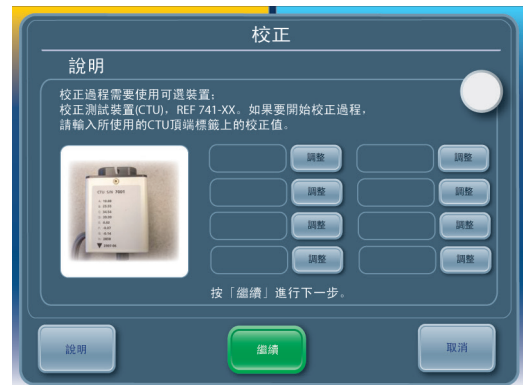 校正
說明
校正過程需要使用可選裝置:
校正測試裝置(CTU), REF 741-XX。如果要開始校正過程,
請輸入所使用的CTU頂端標籤上的校正值。
調整 調整
調整 調整
調整 調整
調整 調整
按「繼續」進行下一步。
說明 繼續 取消